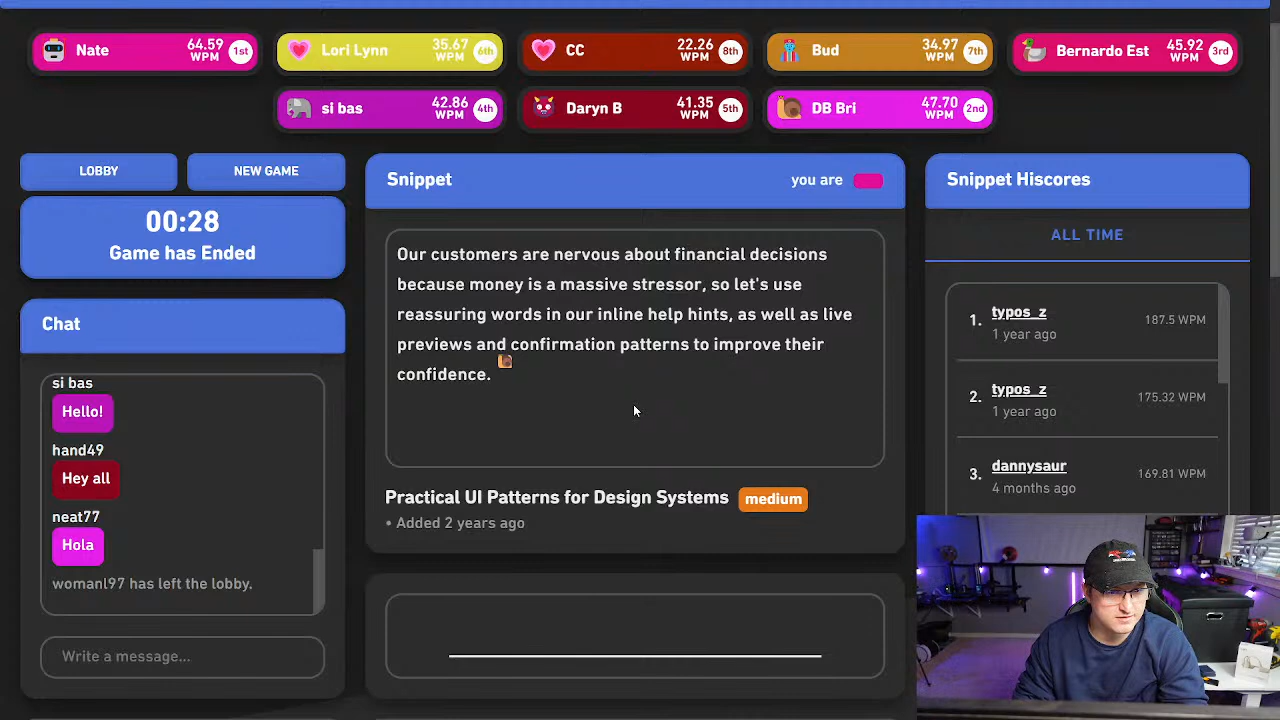 Nate 64.59 WPM 1st
Lori Lynn 35.67 WPM 6th
CC 22.26 WPM 8th
Bud 34.97 WPM 7th
Bernardo Est 45.92 WPM 3rd
si bas 42.86 WPM 4th
Daryn B 41.35 WPM 5th
DB Bri 47.70 WPM 2nd
LOBBY
NEW GAME
00:28
Game has Ended
Chat
si bas
Hello!
hand49
Hey all
neat77
Hola
womanl97 has left the lobby.
Write a message...
Snippet
you are
Our customers are nervous about financial decisions
because money is a massive stressor, so let's use
reassuring words in our inline help hints, as well as live
previews and confirmation patterns to improve their
confidence.
Practical UI Patterns for Design Systems medium
• Added 2 years ago
Snippet Hiscores
ALL TIME
1. typos_z 187.5 WPM
1 year ago
2. typos_z 175.32 WPM
1 year ago
3. dannysaur 169.81 WPM
4 months ago